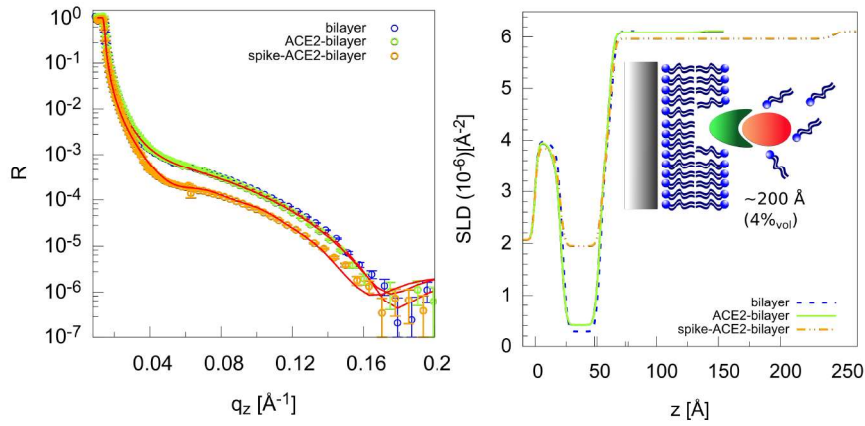 bilayer
ACE2-bilayer
spike-ACE2-bilayer
10⁰
10⁻¹
10⁻²
10⁻³
10⁻⁴
10⁻⁵
10⁻⁶
10⁻⁷
R
0.04 0.08 0.12 0.16 0.2
q_z [Å⁻¹]
6
5
4
3
2
1
0
SLD (10⁻⁶)[Å⁻²]
~200 Å
(4%vol)
bilayer
ACE2-bilayer
spike-ACE2-bilayer
0 50 100 150 200 250
z [Å]